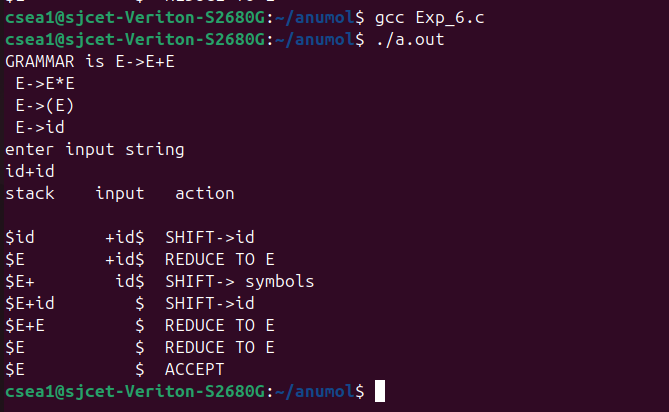 $E        $  REDUCE TO E
csea1@sjcet-Veriton-S2680G:~/anumol$ gcc Exp_6.c
csea1@sjcet-Veriton-S2680G:~/anumol$ ./a.out
GRAMMAR is E->E+E
 E->E*E
 E->(E)
 E->id
enter input string
id+id
stack    input   action
$id       +id$  SHIFT->id
$E        +id$  REDUCE TO E
$E+        id$  SHIFT-> symbols
$E+id        $  SHIFT->id
$E+E         $  REDUCE TO E
$E           $  REDUCE TO E
$E           $  ACCEPT
csea1@sjcet-Veriton-S2680G:~/anumol$